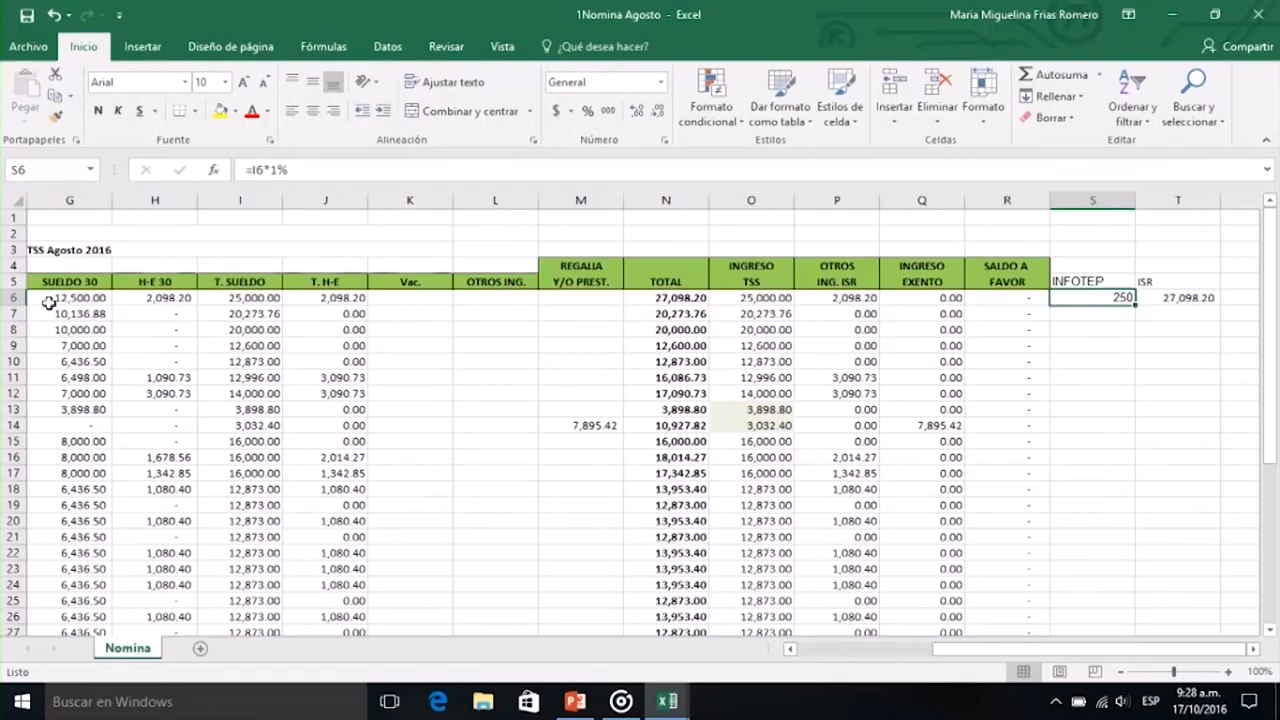 1Nomina Agosto - Excel
Maria Miguelina Frias Romero
Archivo Inicio Insertar Diseño de página Fórmulas Datos Revisar Vista ¿Qué desea hacer? Compartir
Pegar
Arial 10
N K S
Ajustar texto
Combinar y centrar
General
$ % 000
Formato condicional
Dar formato como tabla
Estilos de celda
Insertar Eliminar Formato
Autosuma
Rellenar
Borrar
Ordenar y filtrar
Buscar y seleccionar
Portapapeles Fuente Alineación Número Estilos Celdas Editar
S6 fx =I6*1%
G H I J K L M N O P Q R S T
1
2
3 TSS Agosto 2016
4 REGALIA INGRESO OTROS INGRESO SALDO A
5 SUELDO 30 H-E 30 T. SUELDO T. H-E Vac. OTROS ING. Y/O PREST. TOTAL TSS ING. ISR EXENTO FAVOR INFOTEP ISR
6 12,500.00 2,098.20 25,000.00 2,098.20 27,098.20 25,000.00 2,098.20 0.00 - 250 27,098.20
7 10,136.88 - 20,273.76 0.00 20,273.76 20,273.76 0.00 0.00 -
8 10,000.00 - 20,000.00 0.00 20,000.00 20,000.00 0.00 0.00 -
9 7,000.00 - 12,600.00 0.00 12,600.00 12,600.00 0.00 0.00 -
10 6,436.50 - 12,873.00 0.00 12,873.00 12,873.00 0.00 0.00 -
11 6,498.00 1,090.73 12,996.00 3,090.73 16,086.73 12,996.00 3,090.73 0.00 -
12 7,000.00 3,090.73 14,000.00 3,090.73 17,090.73 14,000.00 3,090.73 0.00 -
13 3,898.80 - 3,898.80 0.00 3,898.80 3,898.80 0.00 0.00 -
14 - 3,032.40 0.00 7,895.42 10,927.82 3,032.40 0.00 7,895.42 -
15 8,000.00 - 16,000.00 0.00 16,000.00 16,000.00 0.00 0.00 -
16 8,000.00 1,678.56 16,000.00 2,014.27 18,014.27 16,000.00 2,014.27 0.00 -
17 8,000.00 1,342.85 16,000.00 1,342.85 17,342.85 16,000.00 1,342.85 0.00 -
18 6,436.50 1,080.40 12,873.00 1,080.40 13,953.40 12,873.00 1,080.40 0.00 -
19 6,436.50 - 12,873.00 0.00 12,873.00 12,873.00 0.00 0.00 -
20 6,436.50 1,080.40 12,873.00 1,080.40 13,953.40 12,873.00 1,080.40 0.00 -
21 6,436.50 - 12,873.00 0.00 12,873.00 12,873.00 0.00 0.00 -
22 6,436.50 1,080.40 12,873.00 1,080.40 13,953.40 12,873.00 1,080.40 0.00 -
23 6,436.50 1,080.40 12,873.00 1,080.40 13,953.40 12,873.00 1,080.40 0.00 -
24 6,436.50 1,080.40 12,873.00 1,080.40 13,953.40 12,873.00 1,080.40 0.00 -
25 6,436.50 - 12,873.00 0.00 12,873.00 12,873.00 0.00 0.00 -
26 6,436.50 1,080.40 12,873.00 1,080.40 13,953.40 12,873.00 1,080.40 0.00 -
27 6,436.50 - 12,873.00 0.00 12,873.00 12,873.00 0.00 0.00 -
Nomina
Listo 100%
Buscar en Windows
ESP
9:28 a.m.
17/10/2016